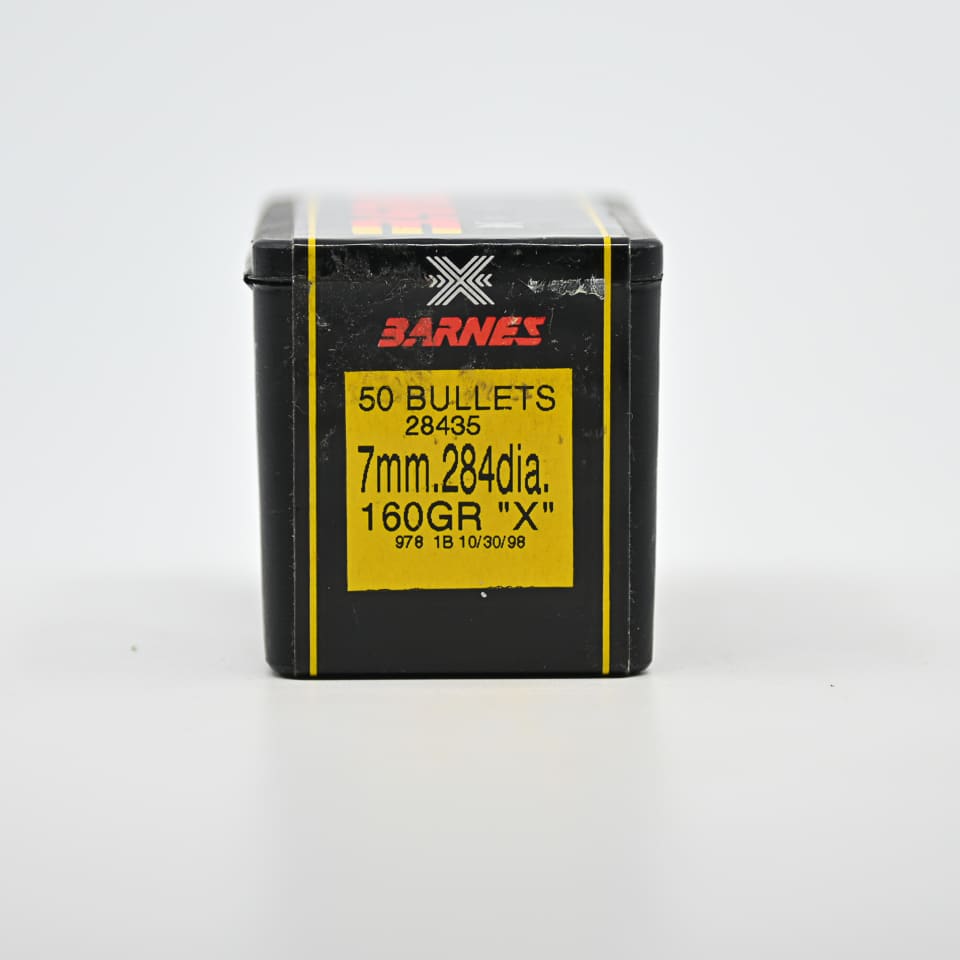 BARNES
50 BULLETS
28435
7mm.284dia.
160GR "X"
978 1B 10/30/98